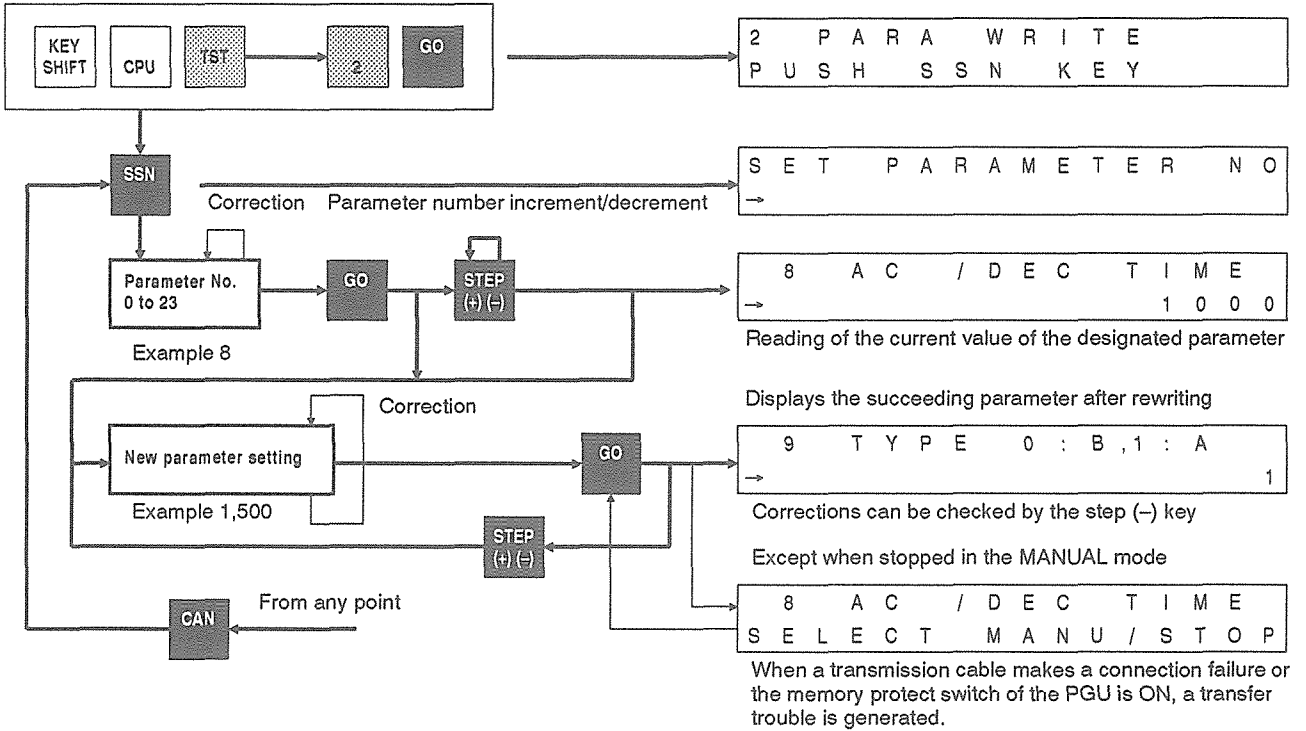 KEY SHIFT
CPU
TST
2
GO
2 PARA WRITE
PUSH SSN KEY
SSN
Correction Parameter number increment/decrement
SET PARAMETER NO
→
Parameter No.
0 to 23
GO
STEP
(+) (–)
8 AC /DEC TIME
→ 1000
Example 8
Reading of the current value of the designated parameter
Correction
Displays the succeeding parameter after rewriting
New parameter setting
GO
9 TYPE 0:B,1:A
→ 1
Example 1,500
Corrections can be checked by the step (–) key
STEP
(+) (–)
Except when stopped in the MANUAL mode
CAN
From any point
8 AC /DEC TIME
SELECT MANU/STOP
When a transmission cable makes a connection failure or
the memory protect switch of the PGU is ON, a transfer
trouble is generated.